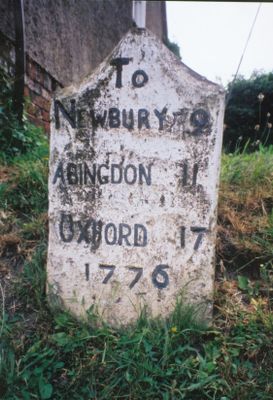 To
NEWBURY 9
ABINGDON 11
OXFORD 17
1776